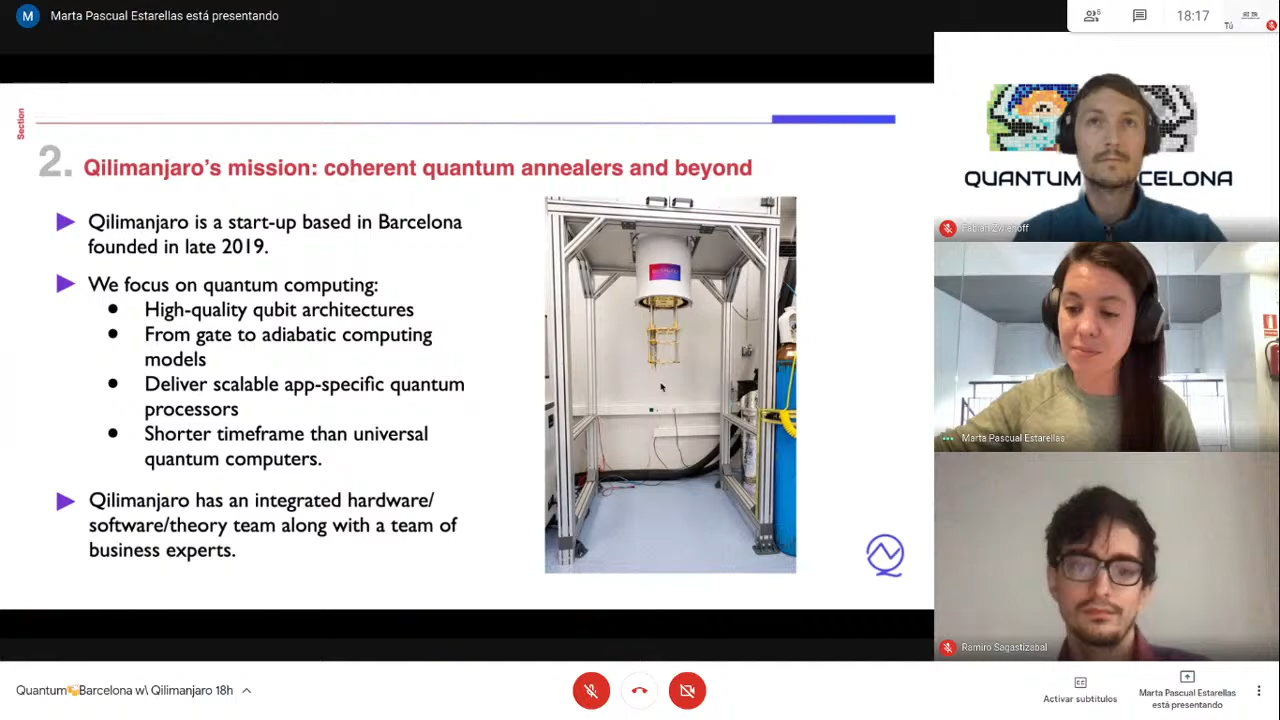 M
Marta Pascual Estarellas está presentando
5
18:17
Tú
Section
2. Qilimanjaro's mission: coherent quantum annealers and beyond
Qilimanjaro is a start-up based in Barcelona
founded in late 2019.
We focus on quantum computing:
High-quality qubit architectures
From gate to adiabatic computing
models
Deliver scalable app-specific quantum
processors
Shorter timeframe than universal
quantum computers.
Qilimanjaro has an integrated hardware/
software/theory team along with a team of
business experts.
QUANTUM
CELONA
Fabian Zwiehoff
Marta Pascual Estarellas
Ramiro Sagastizabal
Quantum Barcelona w\ Qilimanjaro 18h
Activar subtítulos
Marta Pascual Estarellas
está presentando